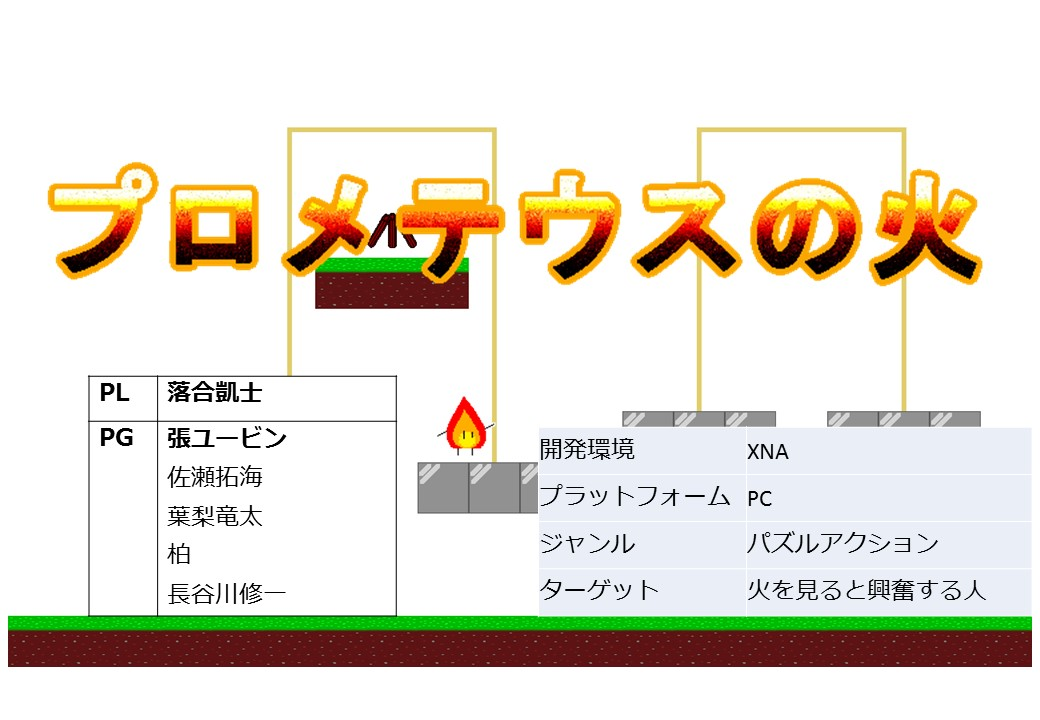 プロメテウスの火
PL 落合凱士
PG 張ユービン
佐瀬拓海
葉梨竜太
柏
長谷川修一
開発環境 XNA
プラットフォーム PC
ジャンル パズルアクション
ターゲット 火を見ると興奮する人